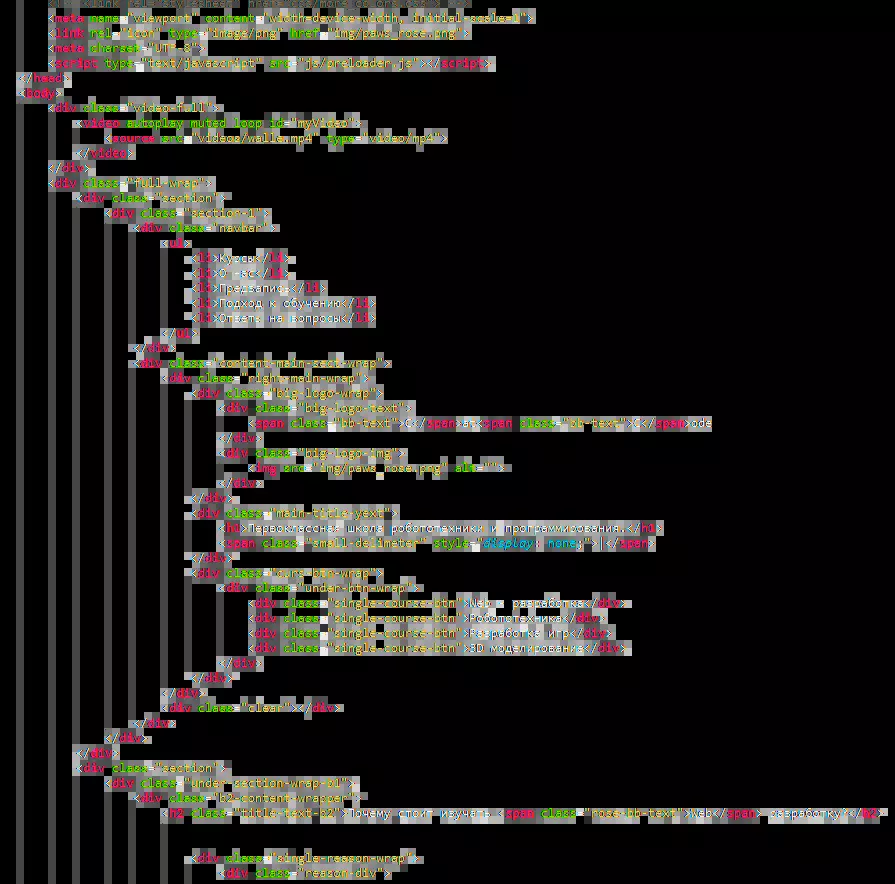 <meta name="viewport" content="width=device-width, initial-scale=1">
<link rel="icon" type="image/png" href="img/paws_rose.png">
<meta charset="UTF-8">
<script type="text/javascript" src="js/preloader.js"></script>
</head>
<body>
<div class="video-full">
<video autoplay muted loop id="myVideo">
<source src="videos/walle.mp4" type="video/mp4">
</video>
</div>
<div class="full-wrap">
<div class="section">
<div class="section-1">
<div class="navbar">
<ul>
<li>Курсы</li>
<li>О нас</li>
<li>Предзапись</li>
<li>Подход к обучению</li>
<li>Ответы на вопросы</li>
</ul>
</div>
<div class="content-main-sect-wrap">
<div class="right-main-wrap">
<div class="big-logo-wrap">
<div class="big-logo-text">
<span class="bb-text">C</span>at<span class="bb-text">C</span>ode
</div>
<div class="big-logo-img">
<img src="img/paws_rose.png" alt="">
</div>
</div>
<div class="main-title-yext">
<h1>Первоклассная школа робототехники и программирования.</h1>
<span class="small-delimeter" style="display: none;">|</span>
</div>
<div class="curs-btn-wrap">
<div class="under-btn-wrap">
<div class="single-course-btn">Web - разработка</div>
<div class="single-course-btn">Робототехника</div>
<div class="single-course-btn">Разработка игр</div>
<div class="single-course-btn">3D моделирование</div>
</div>
</div>
</div>
<div class="clear"></div>
</div>
</div>
</div>
<div class="section">
<div class="under-section-wrap-b1">
<div class="b2-content-wrapper">
<h2 class="title-text-b2">Почему стоит изучать <span class="rose-bb-text">Web</span> разработку?</h2>
<div class="single-reason-wrap">
<div class="reason-div">